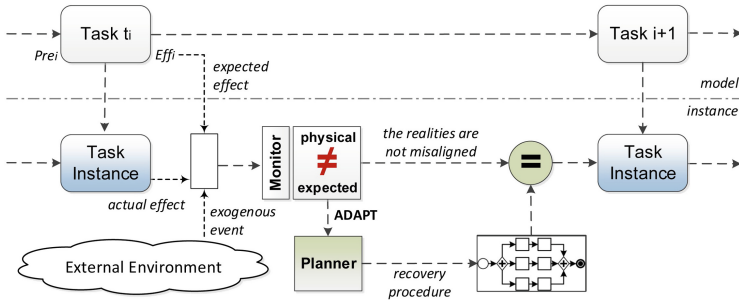 Task ti
Task i+1
Prei
Effi
expected
effect
model
instance
Task
Instance
Monitor
physical
≠
expected
the realities are
not misaligned
=
Task
Instance
actual effect
exogenous
event
ADAPT
External Environment
Planner
recovery
procedure